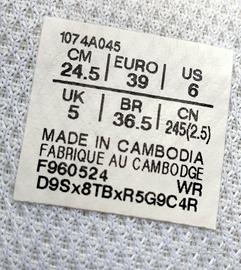 1074A045
CM EURO US
24.5 39 6
UK BR CN
5 36.5 245(2.5)
MADE IN CAMBODIA
FABRIQUE AU CAMBODGE
F960524 WR
D9Sx8TBxR5G9C4R